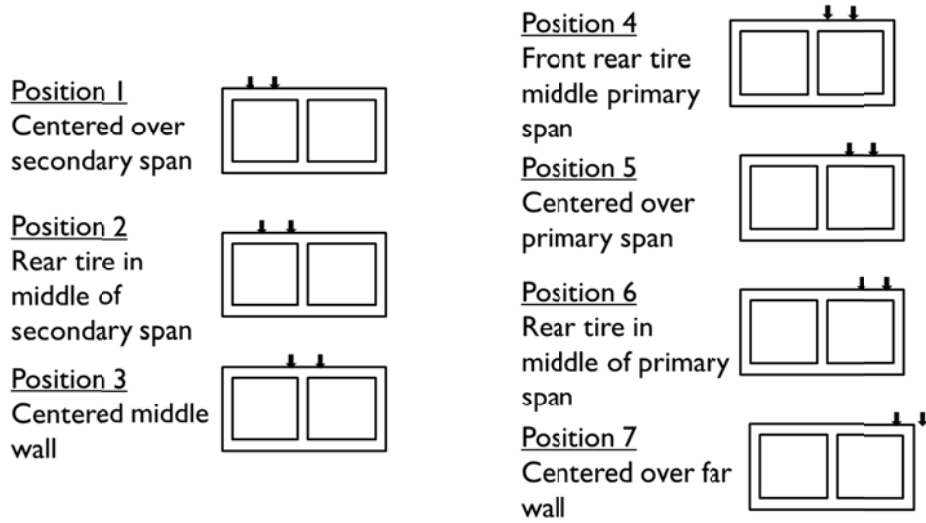 Position 1
Centered over
secondary span
Position 2
Rear tire in
middle of
secondary span
Position 3
Centered middle
wall
Position 4
Front rear tire
middle primary
span
Position 5
Centered over
primary span
Position 6
Rear tire in
middle of primary
span
Position 7
Centered over far
wall